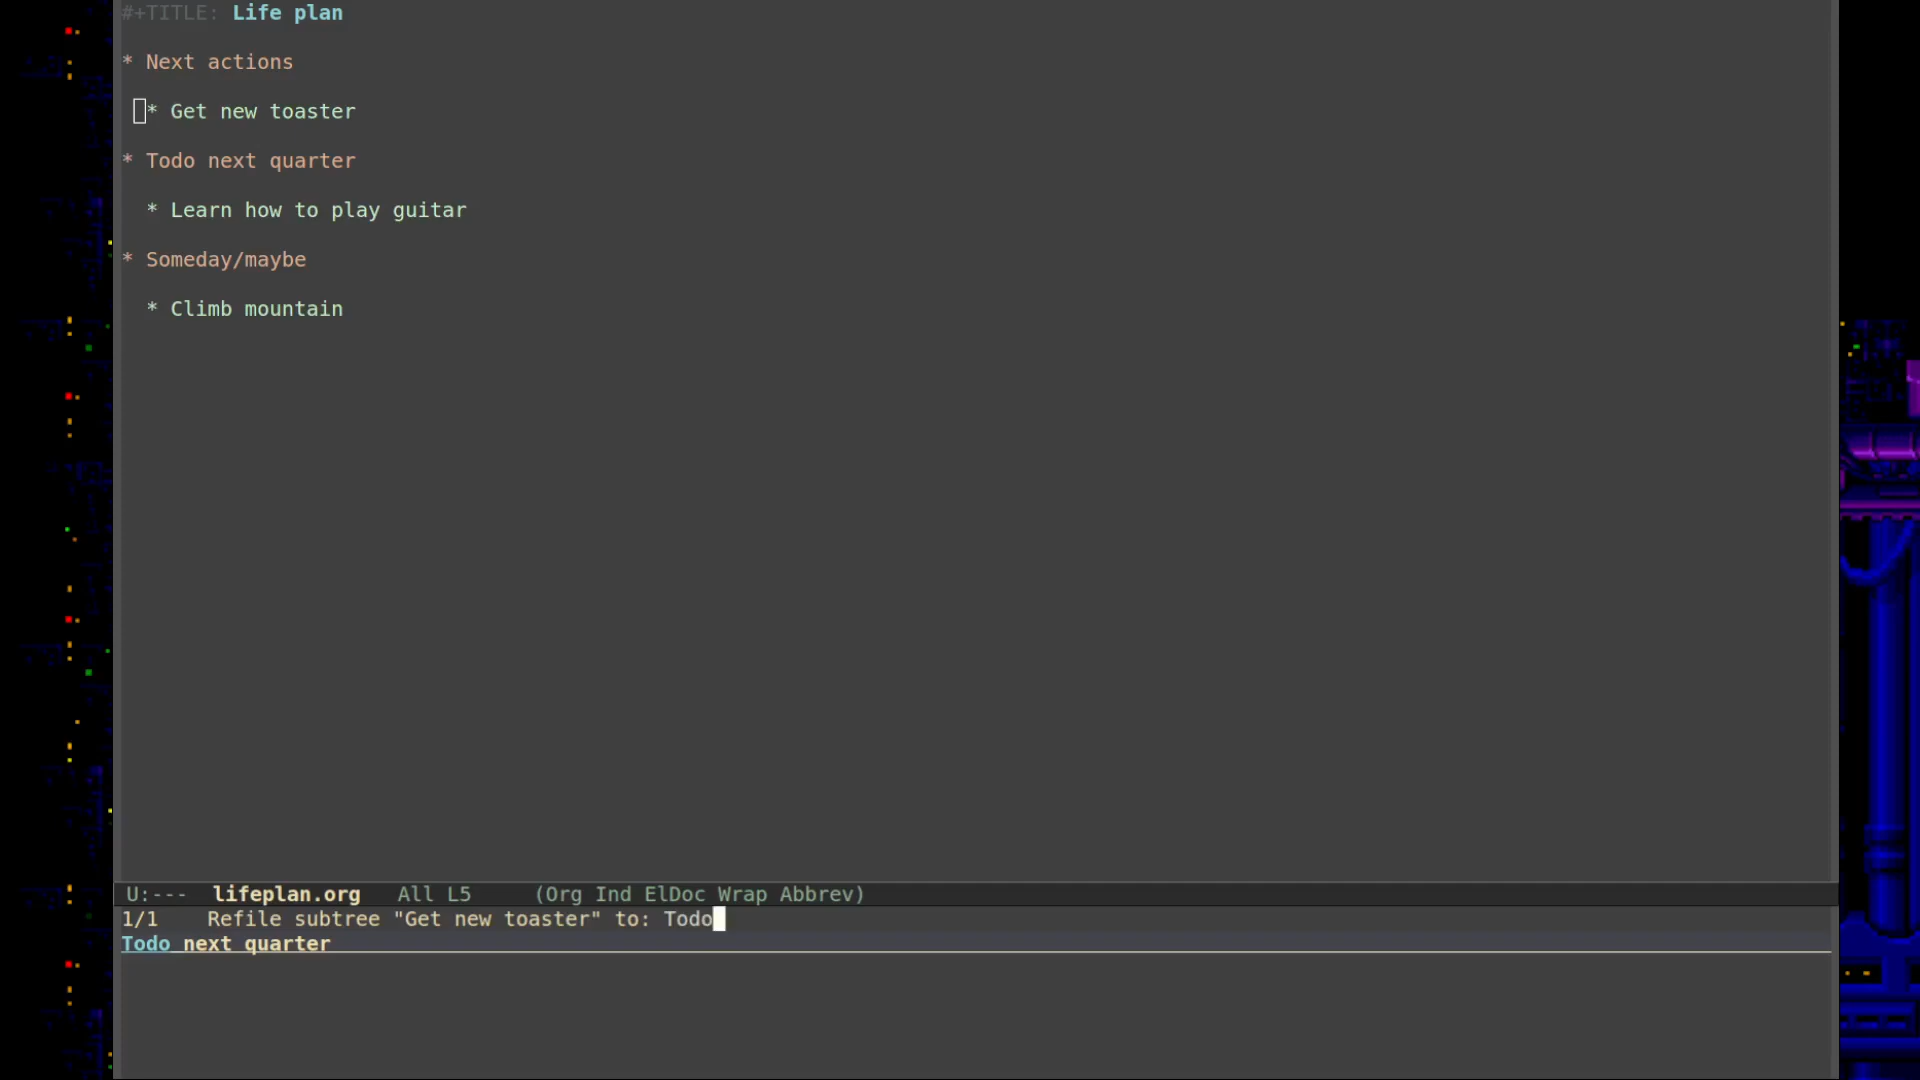 #+TITLE: Life plan
* Next actions
* Get new toaster
* Todo next quarter
* Learn how to play guitar
* Someday/maybe
* Climb mountain
U:--- lifeplan.org All L5 (Org Ind ElDoc Wrap Abbrev)
1/1 Refile subtree "Get new toaster" to: Todo
Todo next quarter